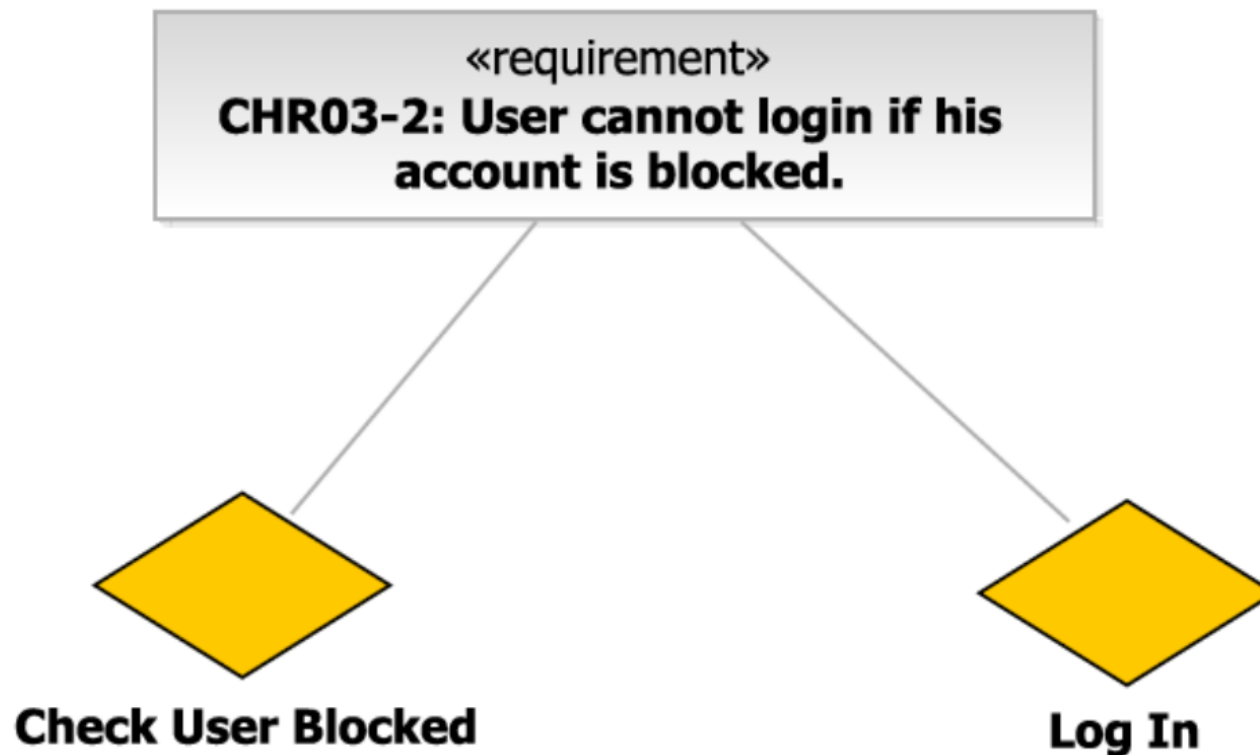 «requirement»
CHR03-2: User cannot login if his
account is blocked.
Check User Blocked
Log In